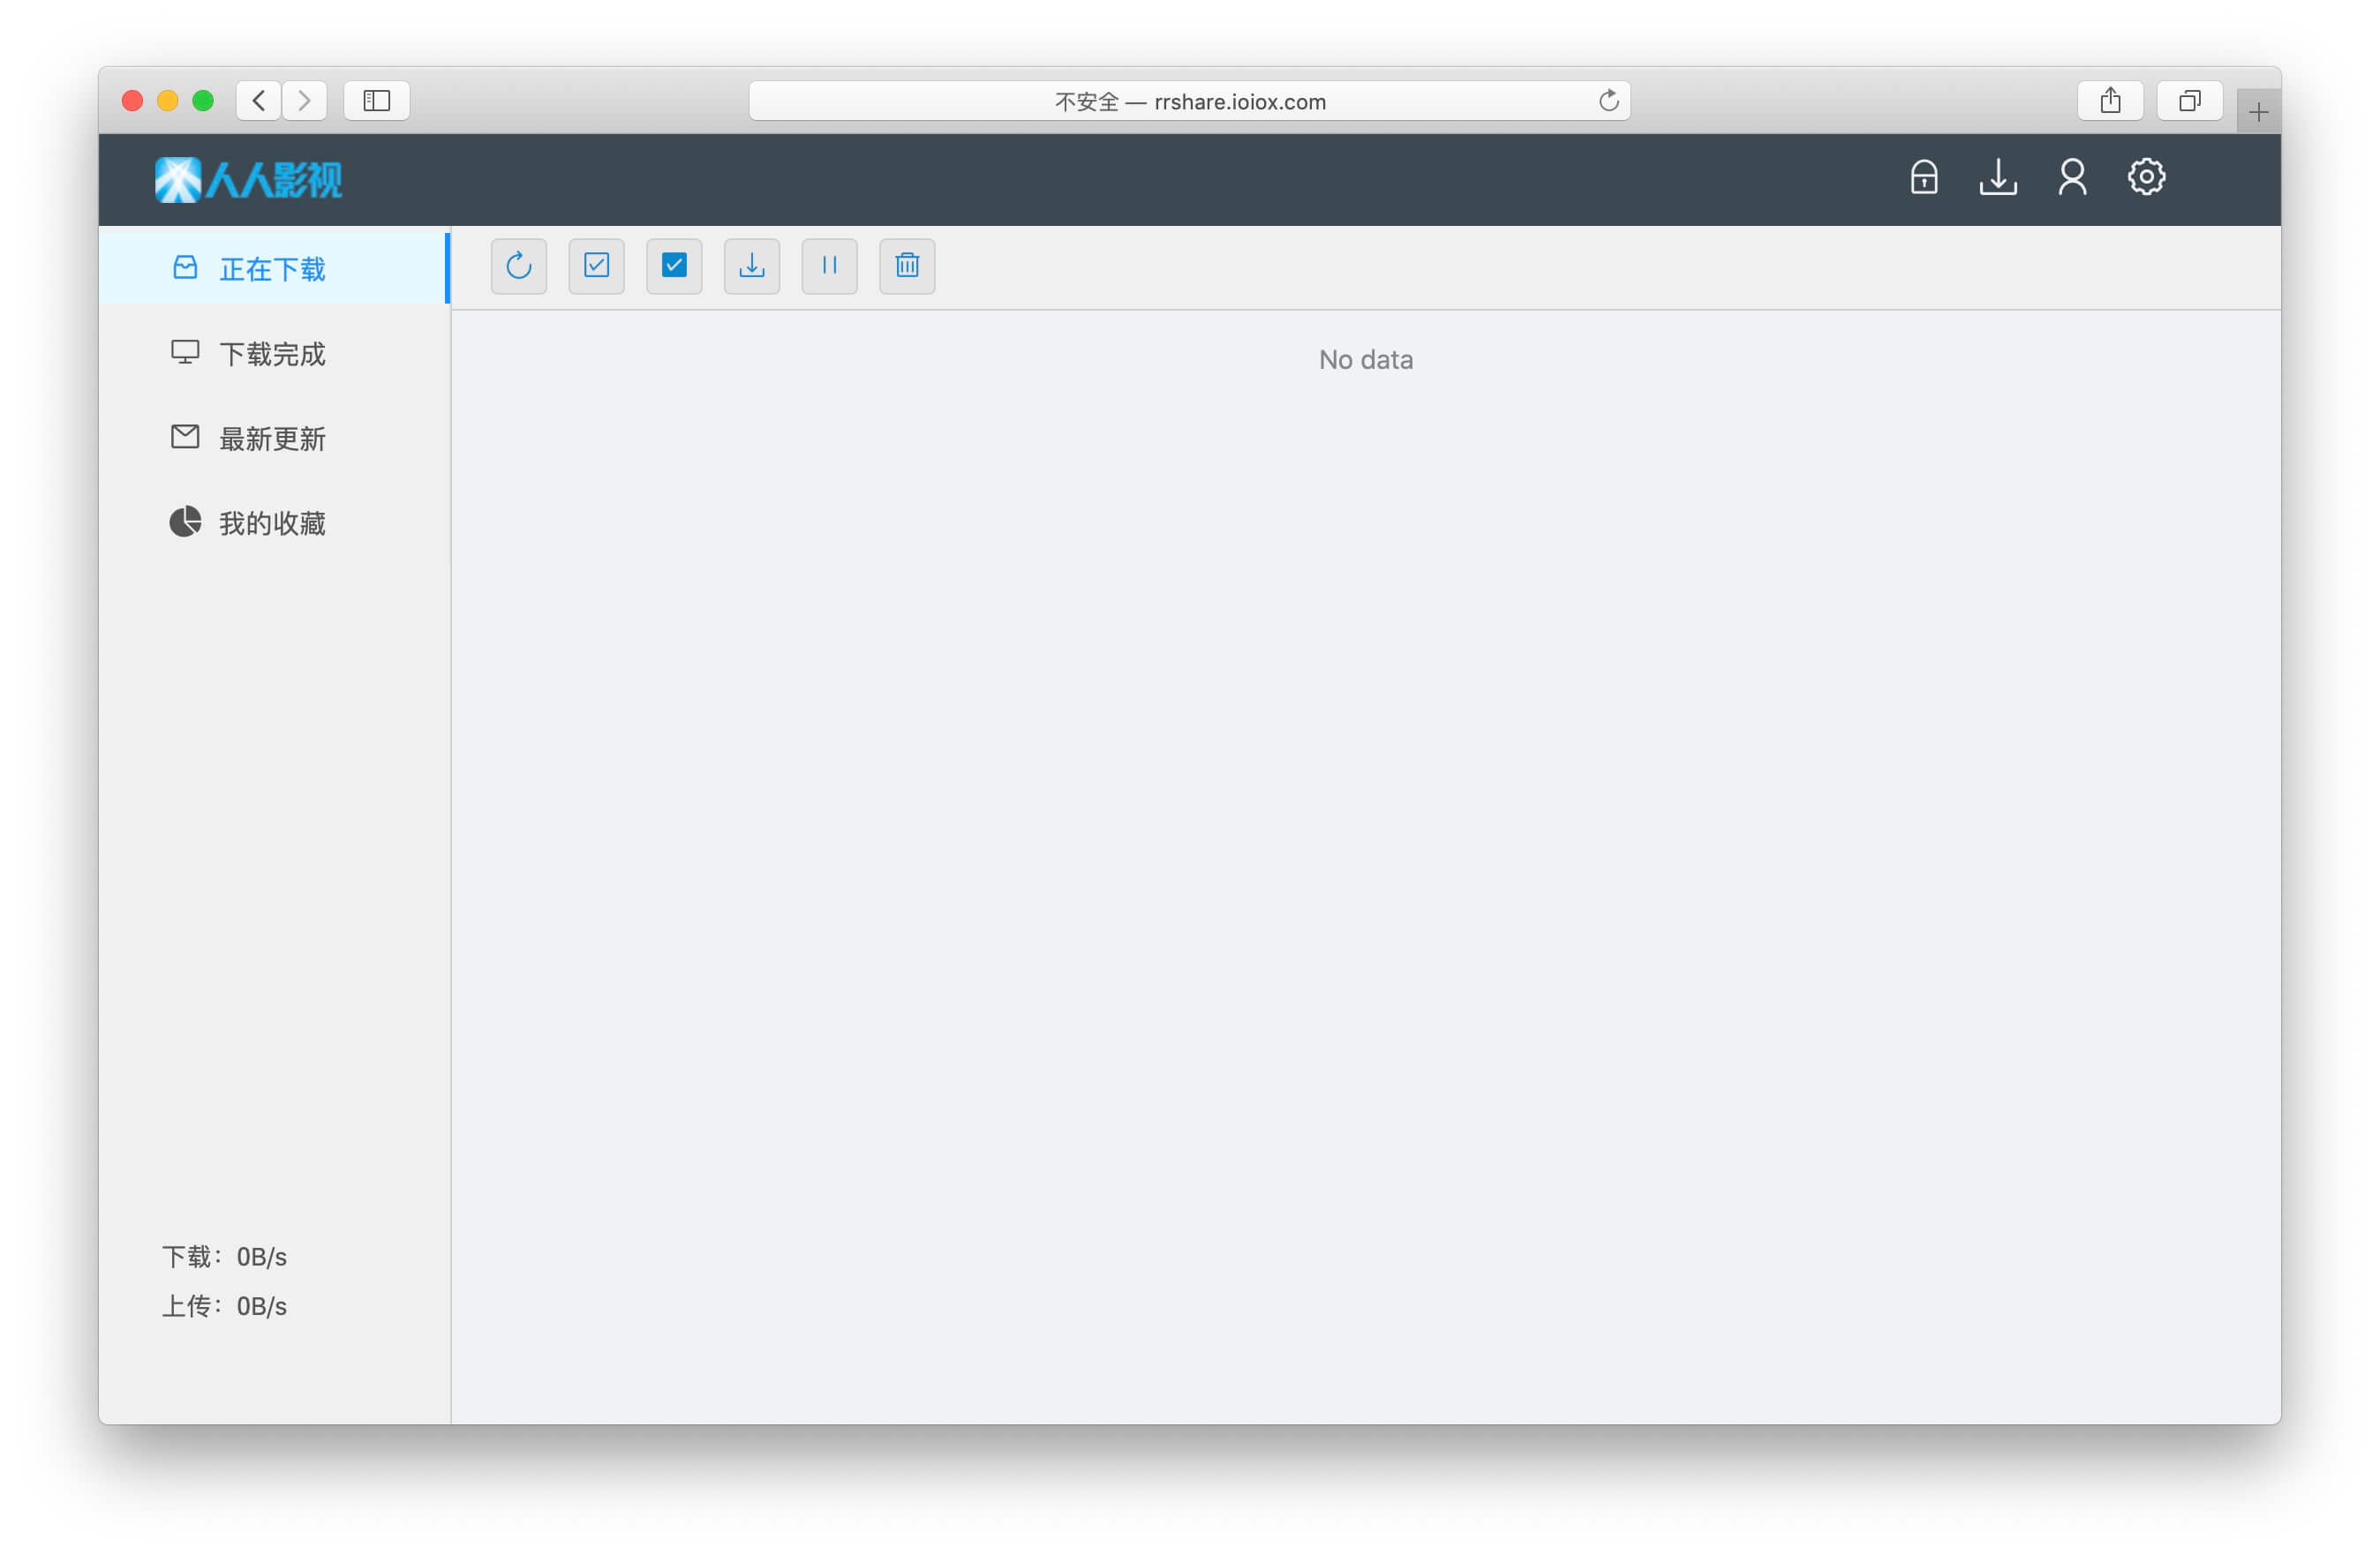 不安全 — rrshare.ioiox.com
人人影视
正在下载
下载完成
最新更新
我的收藏
No data
下载：0B/s
上传：0B/s